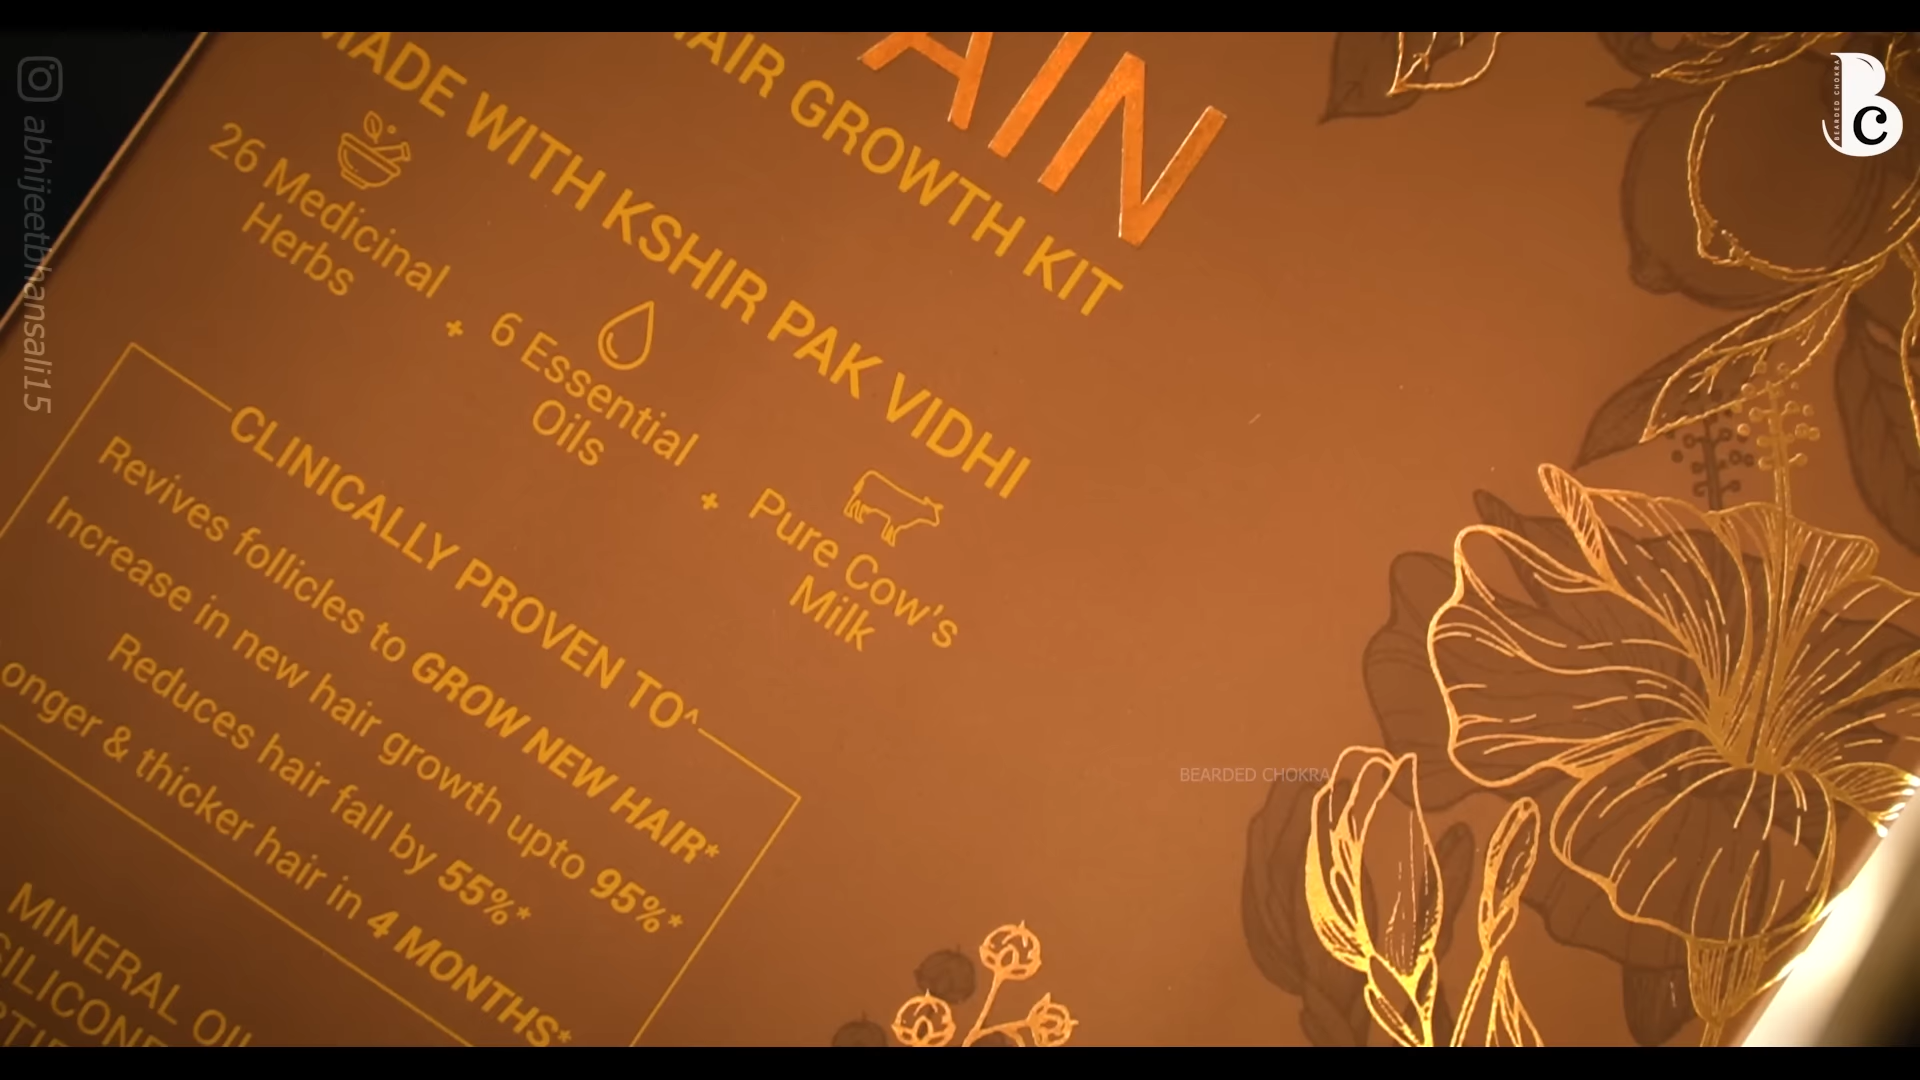 AIN
HAIR GROWTH KIT
MADE WITH KSHIR PAK VIDHI
26 Medicinal
Herbs
+
6 Essential
Oils
+
Pure Cow's
Milk
CLINICALLY PROVEN TO^
Revives follicles to GROW NEW HAIR*
Increase in new hair growth upto 95%*
Reduces hair fall by 55%*
onger & thicker hair in 4 MONTHS*
MINERAL OIL
SILICONE
abhijeetbhansali15
BEARDED CHOKRA
BEARDED CHOKRA
BC